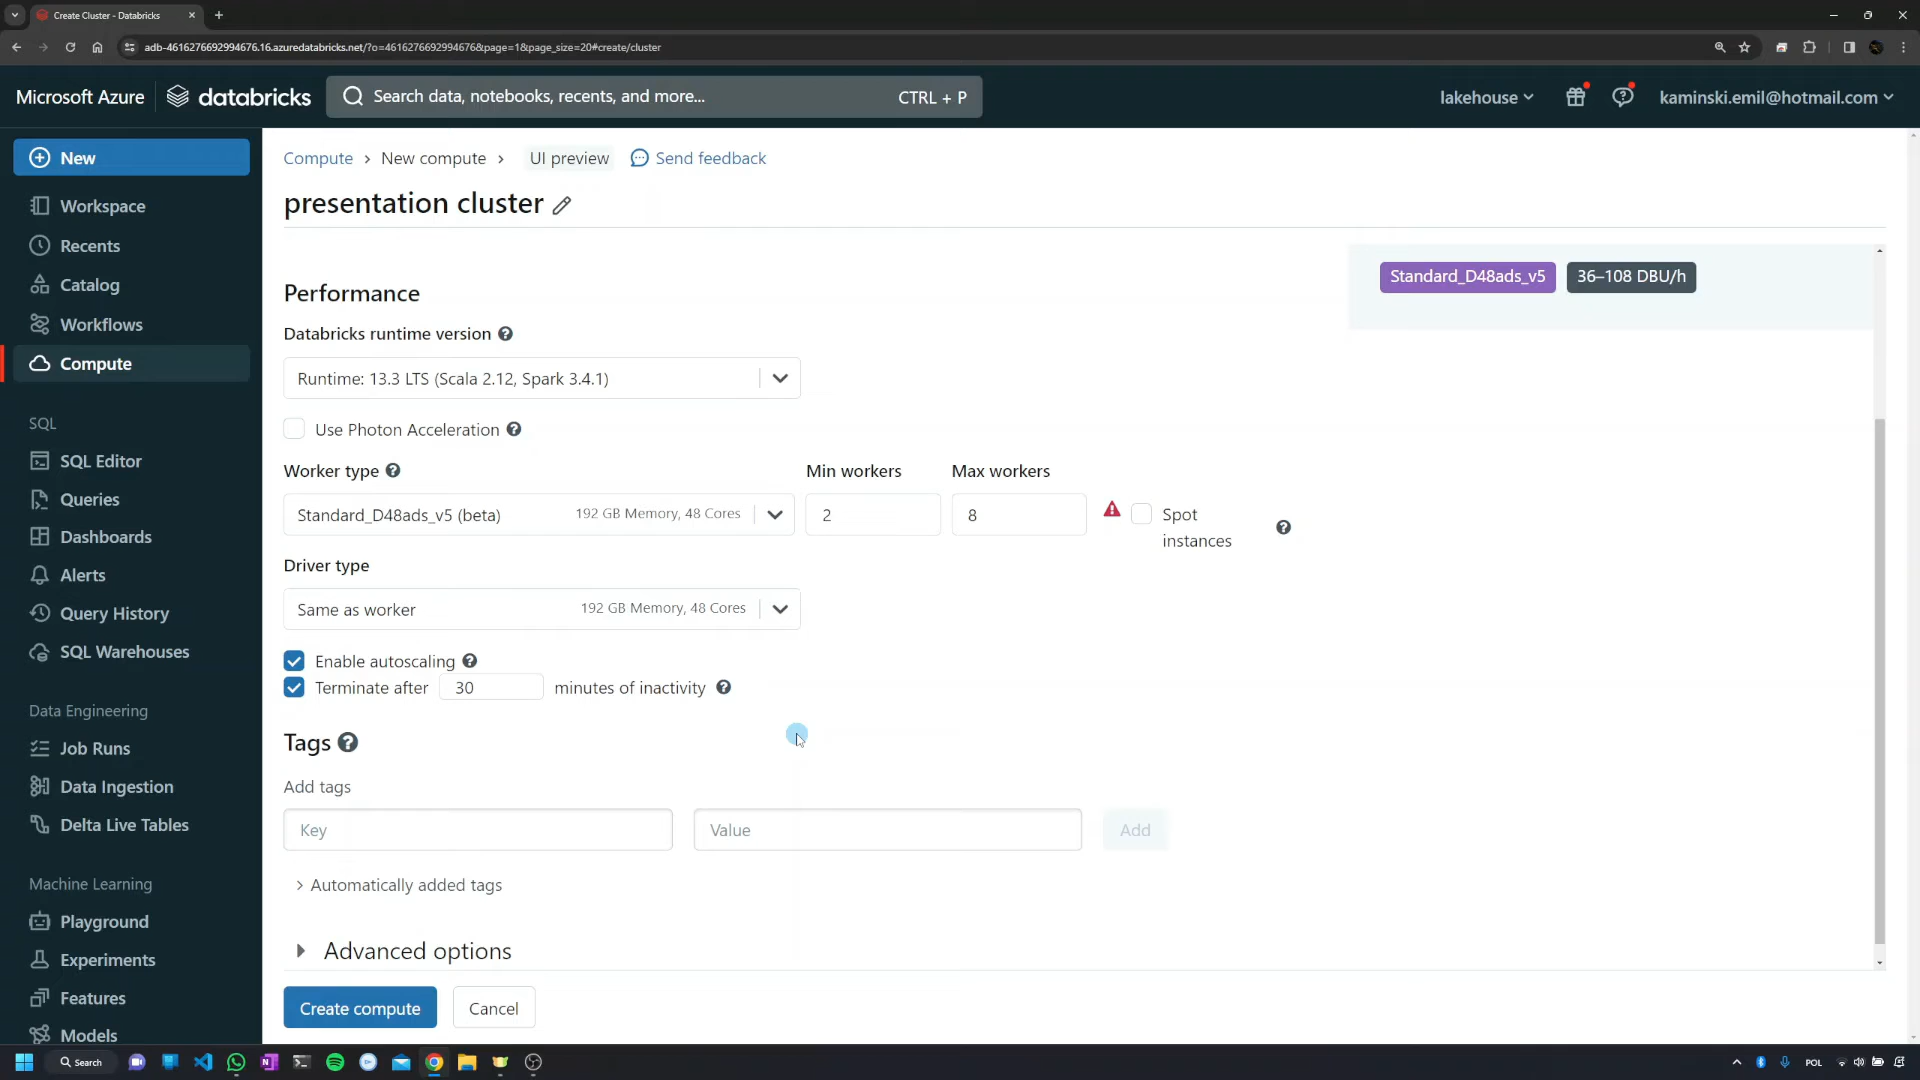 Create Cluster - Databricks
adb-4616276692994676.16.azuredatabricks.net/?o=4616276692994676&page=1&page_size=20#create/cluster
Microsoft Azure
databricks
Search data, notebooks, recents, and more...
CTRL + P
lakehouse
kaminski.emil@hotmail.com
New
Workspace
Recents
Catalog
Workflows
Compute
SQL
SQL Editor
Queries
Dashboards
Alerts
Query History
SQL Warehouses
Data Engineering
Job Runs
Data Ingestion
Delta Live Tables
Machine Learning
Playground
Experiments
Features
Models
Compute > New compute > UI preview Send feedback
presentation cluster
Standard_D48ads_v5 36–108 DBU/h
Performance
Databricks runtime version
Runtime: 13.3 LTS (Scala 2.12, Spark 3.4.1)
Use Photon Acceleration
Worker type Min workers Max workers
Standard_D48ads_v5 (beta) 192 GB Memory, 48 Cores 2 8 Spot
instances
Driver type
Same as worker 192 GB Memory, 48 Cores
Enable autoscaling
Terminate after 30 minutes of inactivity
Tags
Add tags
Key Value Add
Automatically added tags
Advanced options
Create compute Cancel
Search POL